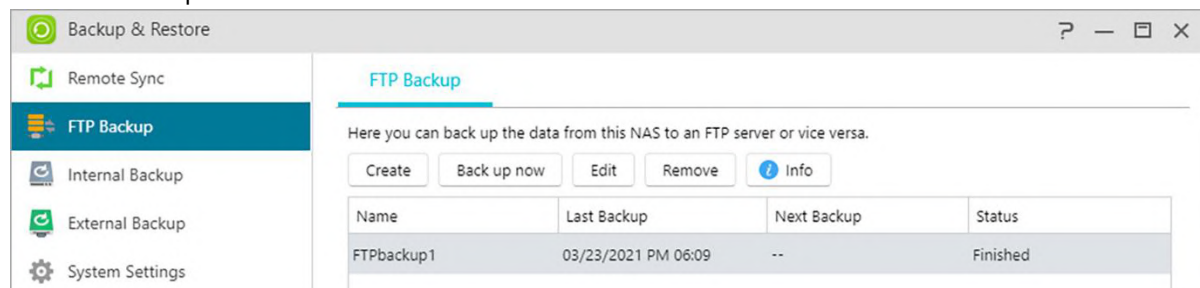 Backup & Restore
Remote Sync
FTP Backup
Internal Backup
External Backup
System Settings
FTP Backup
Here you can back up the data from this NAS to an FTP server or vice versa.
Create Back up now Edit Remove Info
Name Last Backup Next Backup Status
FTPbackup1 03/23/2021 PM 06:09 -- Finished